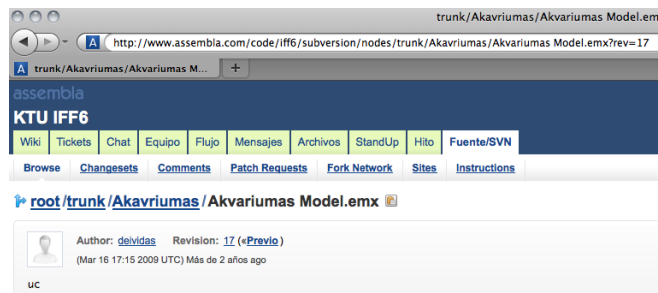 trunk/Akavriumas/Akvariumas Model.em
http://www.assembla.com/code/iff6/subversion/nodes/trunk/Akavriumas/Akvariumas Model.emx?rev=17
trunk/Akavriumas/Akvariumas M...
assembla
KTU IFF6
Wiki Tickets Chat Equipo Flujo Mensajes Archivos StandUp Hito Fuente/SVN
Browse Changesets Comments Patch Requests Fork Network Sites Instructions
root/trunk/Akavriumas/Akvariumas Model.emx
Author: deividas Revision: 17 («Previo)
(Mar 16 17:15 2009 UTC) Más de 2 años ago
uc